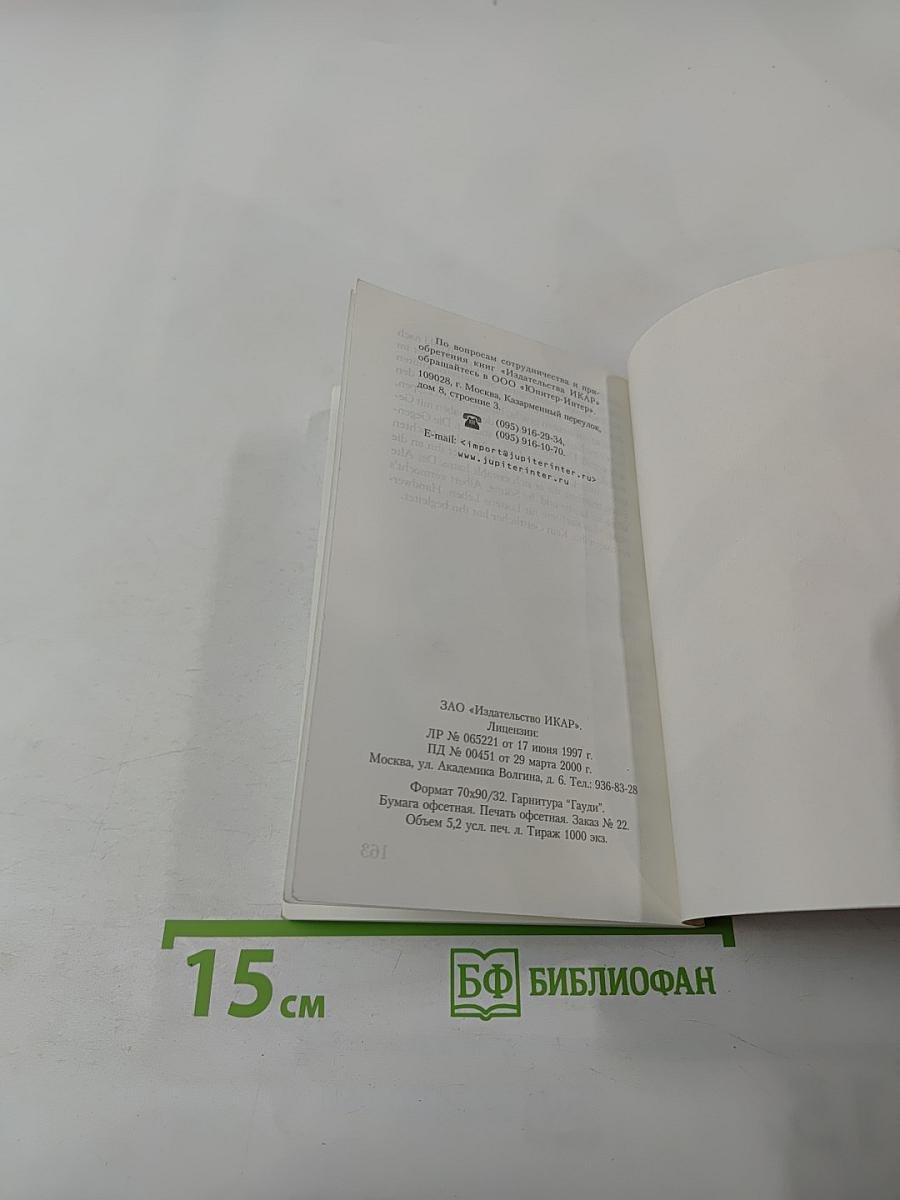 По вопросам сотрудничества и при-
обретения книг «Издательства ИКАР»
обращайтесь в ООО «Юпитер-Интер».
109028, г. Москва, Казарменный переулок,
дом 8, строение 3.
(095) 916-29-34,
(095) 916-10-70.
E-mail: <import@jupiterinter.ru>
www.jupiterinter.ru
ЗАО «Издательство ИКАР».
Лицензии:
ЛР № 065221 от 17 июня 1997 г.
ПД № 00451 от 29 марта 2000 г.
Москва, ул. Академика Волгина, д. 6. Тел.: 936-83-28
Формат 70х90/32. Гарнитура "Гауди".
Бумага офсетная. Печать офсетная. Заказ № 22.
Объем 5,2 усл. печ. л. Тираж 1000 экз.
163
15 см
БФ БИБЛИОФАН